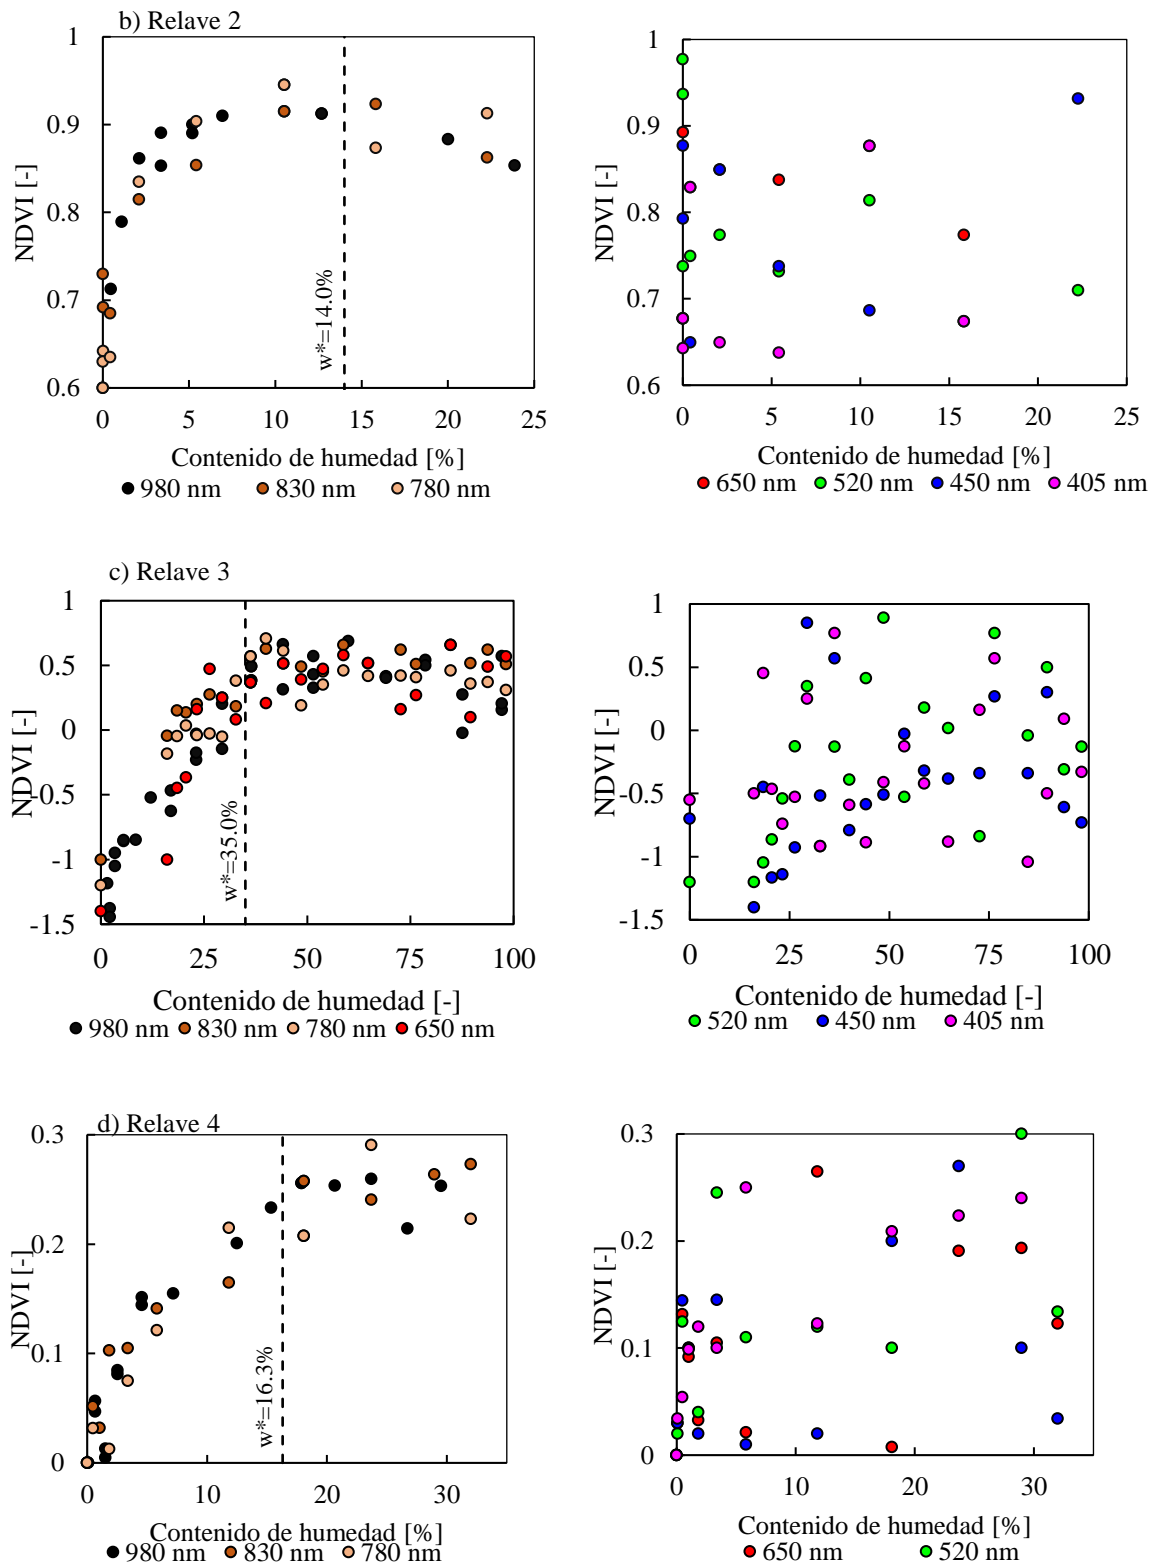 b) Relave 2
1
0.9
0.8
0.7
0.6
NDVI [-]
w*=14.0%
0 5 10 15 20 25
Contenido de humedad [%]
980 nm 830 nm 780 nm
1
0.9
0.8
0.7
0.6
NDVI [-]
0 5 10 15 20 25
Contenido de humedad [%]
650 nm 520 nm 450 nm 405 nm
c) Relave 3
1
0.5
0
-0.5
-1
-1.5
NDVI [-]
w*=35.0%
0 25 50 75 100
Contenido de humedad [-]
980 nm 830 nm 780 nm 650 nm
1
0.5
0
-0.5
-1
-1.5
NDVI [-]
0 25 50 75 100
Contenido de humedad [-]
520 nm 450 nm 405 nm
d) Relave 4
0.3
0.2
0.1
0
NDVI [-]
w*=16.3%
0 10 20 30
Contenido de humedad [%]
980 nm 830 nm 780 nm
0.3
0.2
0.1
0
NDVI [-]
0 10 20 30
Contenido de humedad [%]
650 nm 520 nm